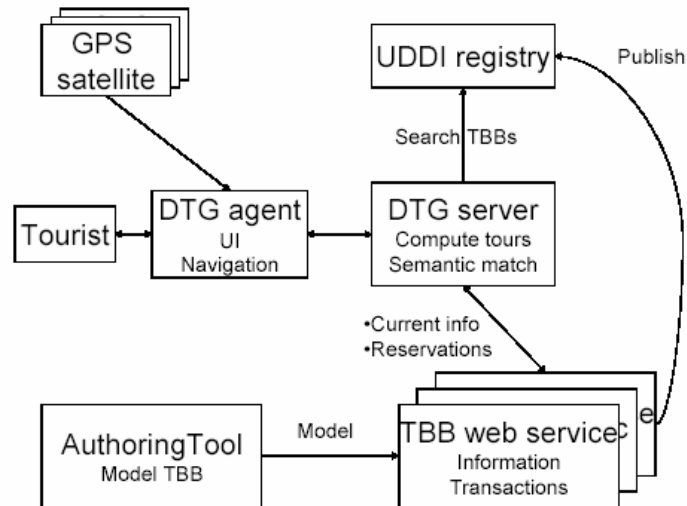 GPS
satellite
UDDI registry
Publish
Search TBBs
Tourist
DTG agent
UI
Navigation
DTG server
Compute tours
Semantic match
•Current info
•Reservations
AuthoringTool
Model TBB
Model
TBB web service
Information
Transactions
c
e